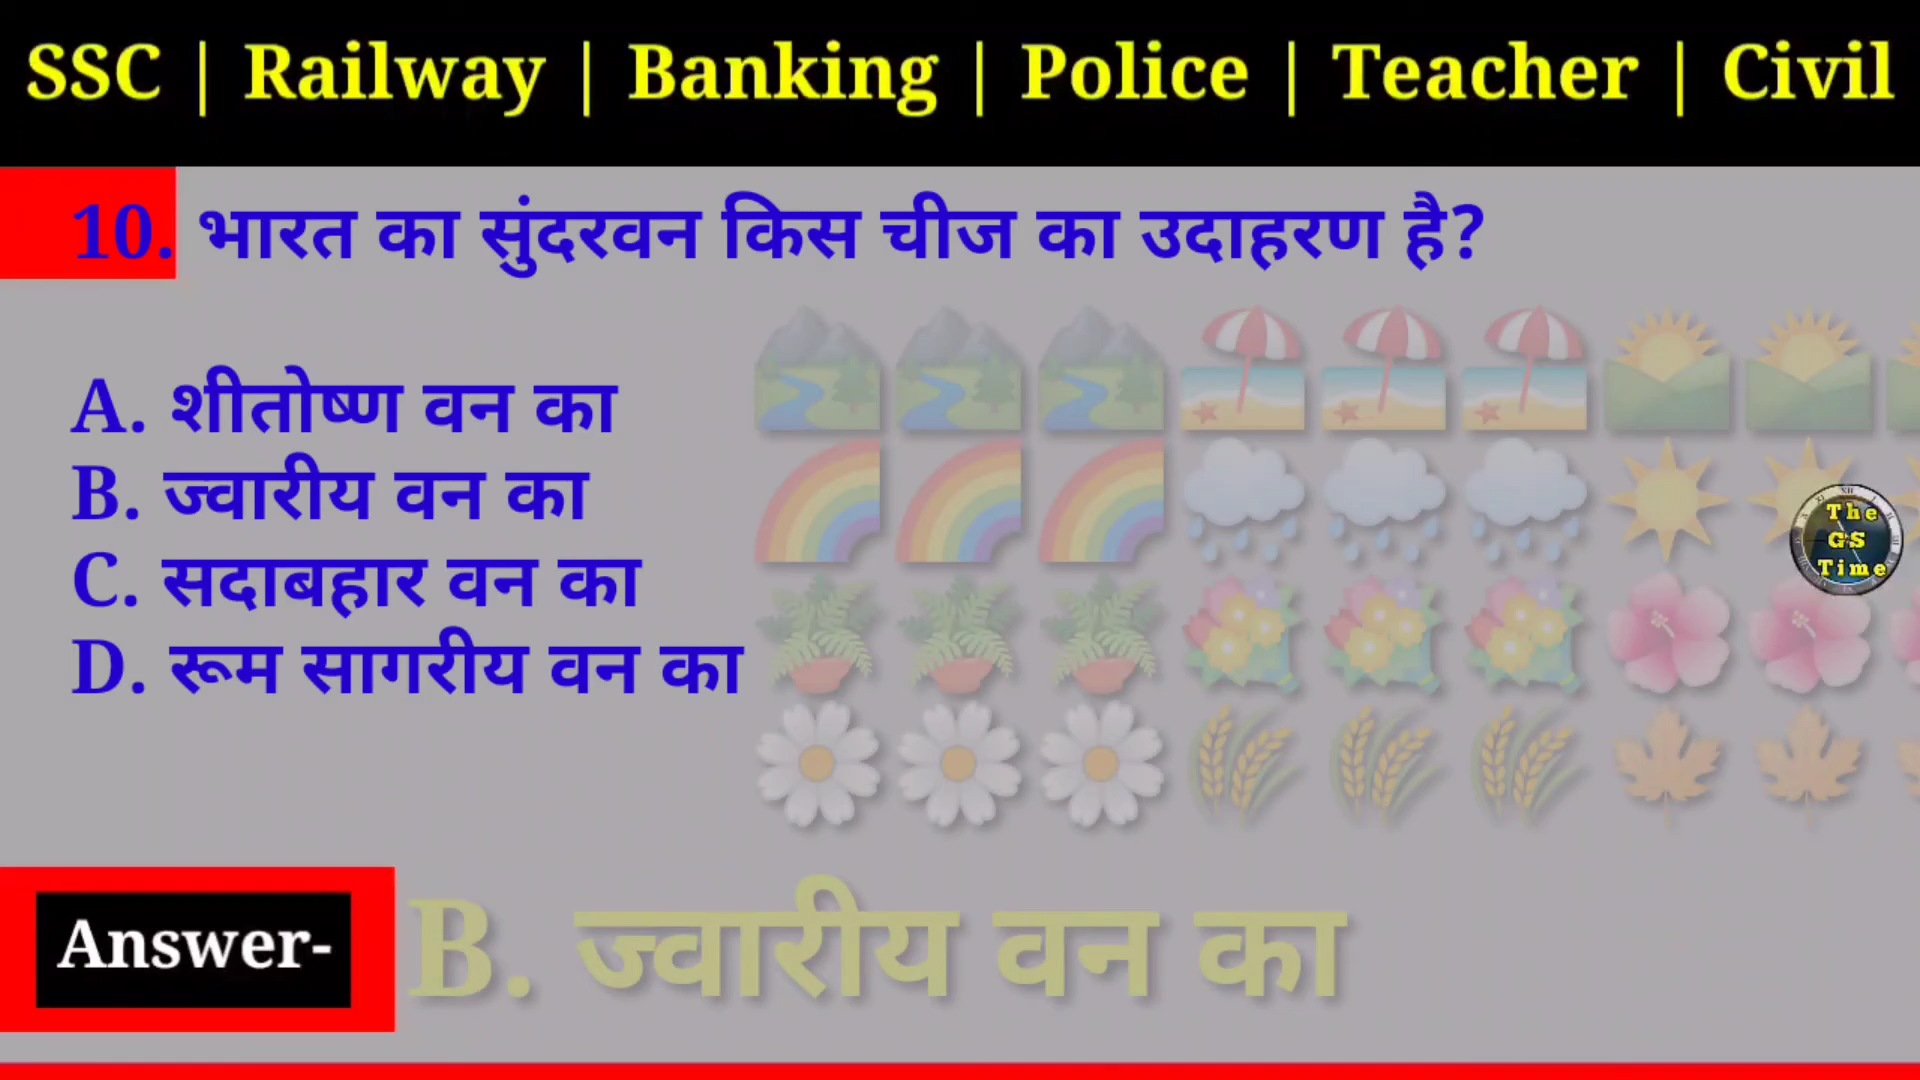 SSC | Railway | Banking | Police | Teacher | Civil
10. भारत का सुंदरवन किस चीज का उदाहरण है?
A. शीतोष्ण वन का
B. ज्वारीय वन का
C. सदाबहार वन का
D. रूम सागरीय वन का
The
GS
Time
Answer- B. ज्वारीय वन का